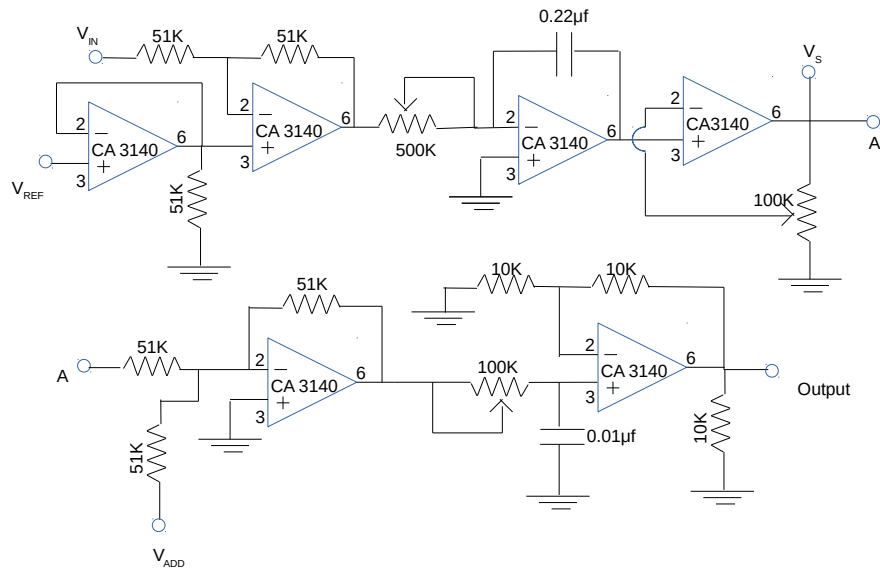 V_IN 51K 51K 0.22μf V_S
2 6 CA 3140 3
V_REF
51K
2 CA 3140 6 3
500K
2 CA 3140 6 3
2 CA3140 6 3
A
100K
51K
10K 10K
A 51K
2 CA 3140 6 3
100K
2 CA 3140 6 3
Output
0.01μf
10K
51K
V_ADD